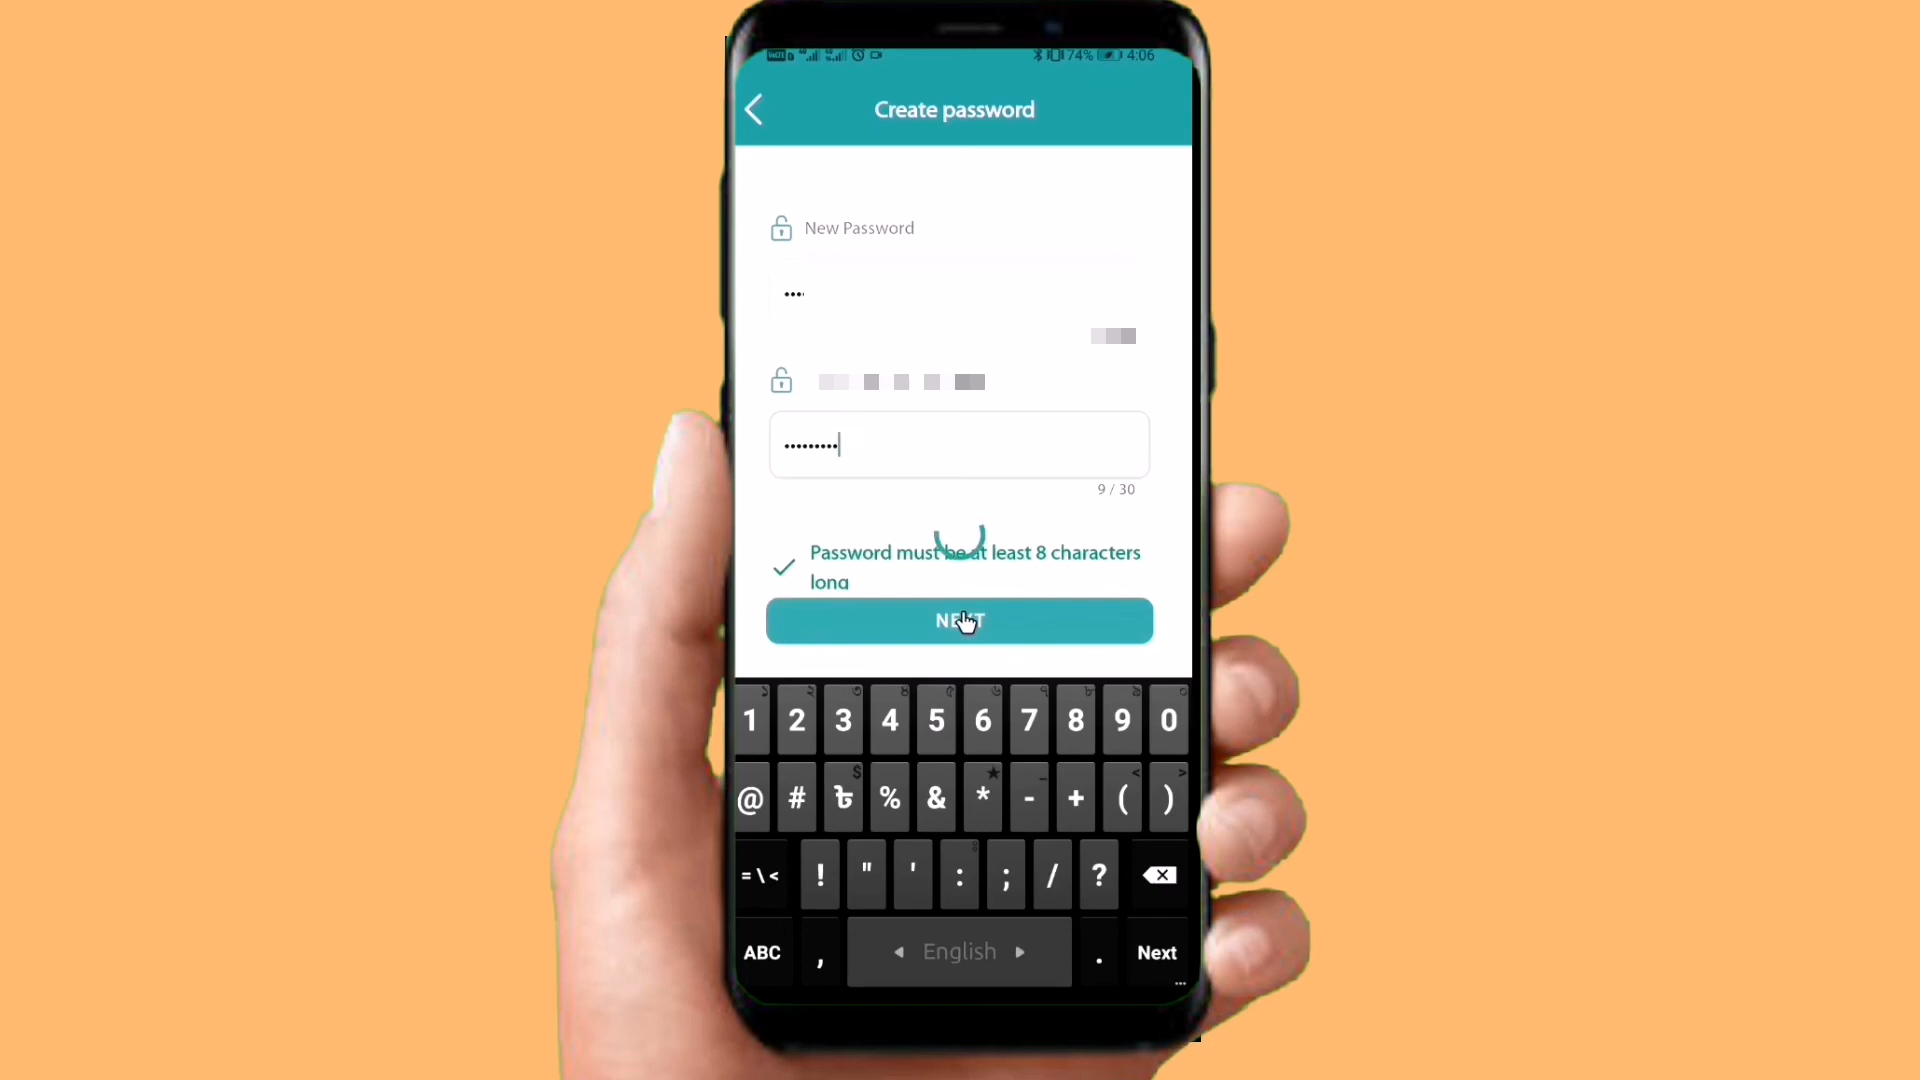 74% 4:06
Create password
New Password
••••
•••••••••
9 / 30
Password must be at least 8 characters
long
NEXT
1 2 3 4 5 6 7 8 9 0
@ # ৳ % & * - + ( )
= \ < ! " ' : ; / ?
ABC , English . Next